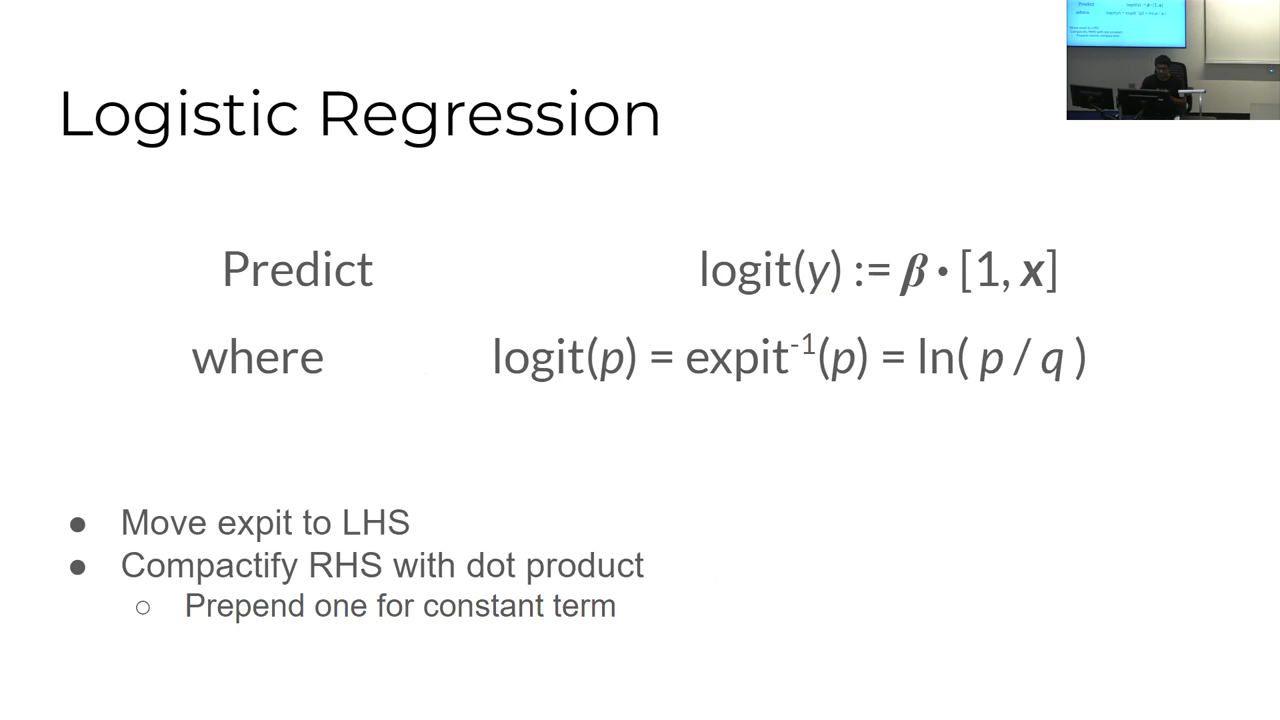 Logistic Regression
Predict logit(y) := β · [1, x]
where logit(p) = expit⁻¹(p) = ln( p / q )
● Move expit to LHS
● Compactify RHS with dot product
○ Prepend one for constant term